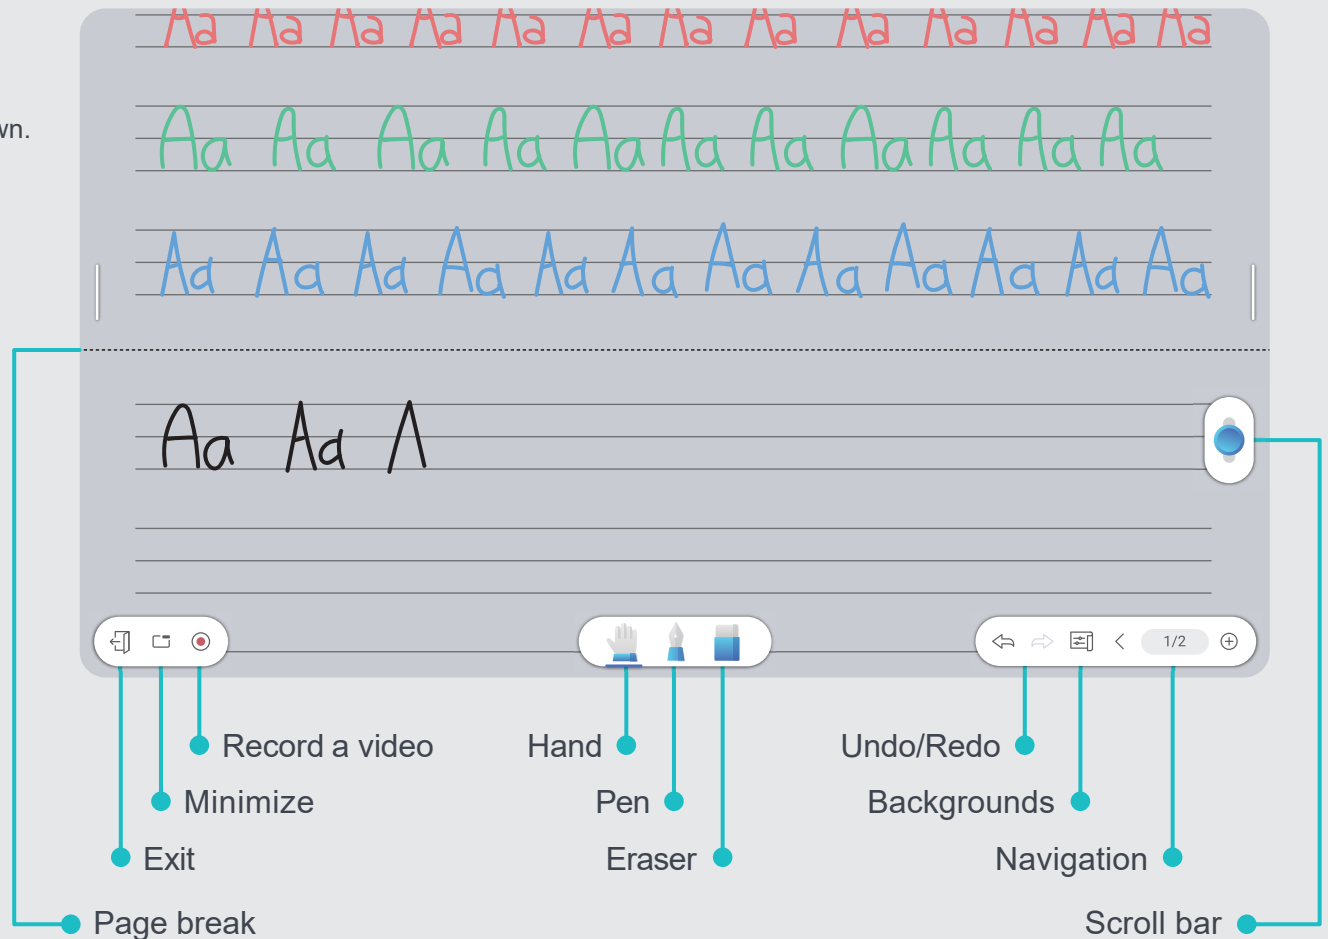 Aa Aa Aa Aa Aa Aa Aa Aa Aa Aa Aa Aa Aa
Aa Aa Aa Aa Aa Aa Aa Aa Aa Aa Aa
Aa Aa Aa Aa Aa Aa Aa Aa Aa Aa Aa Aa
Aa Aa Λ
1/2
Record a video
Hand
Undo/Redo
Minimize
Pen
Backgrounds
Exit
Eraser
Navigation
Page break
Scroll bar